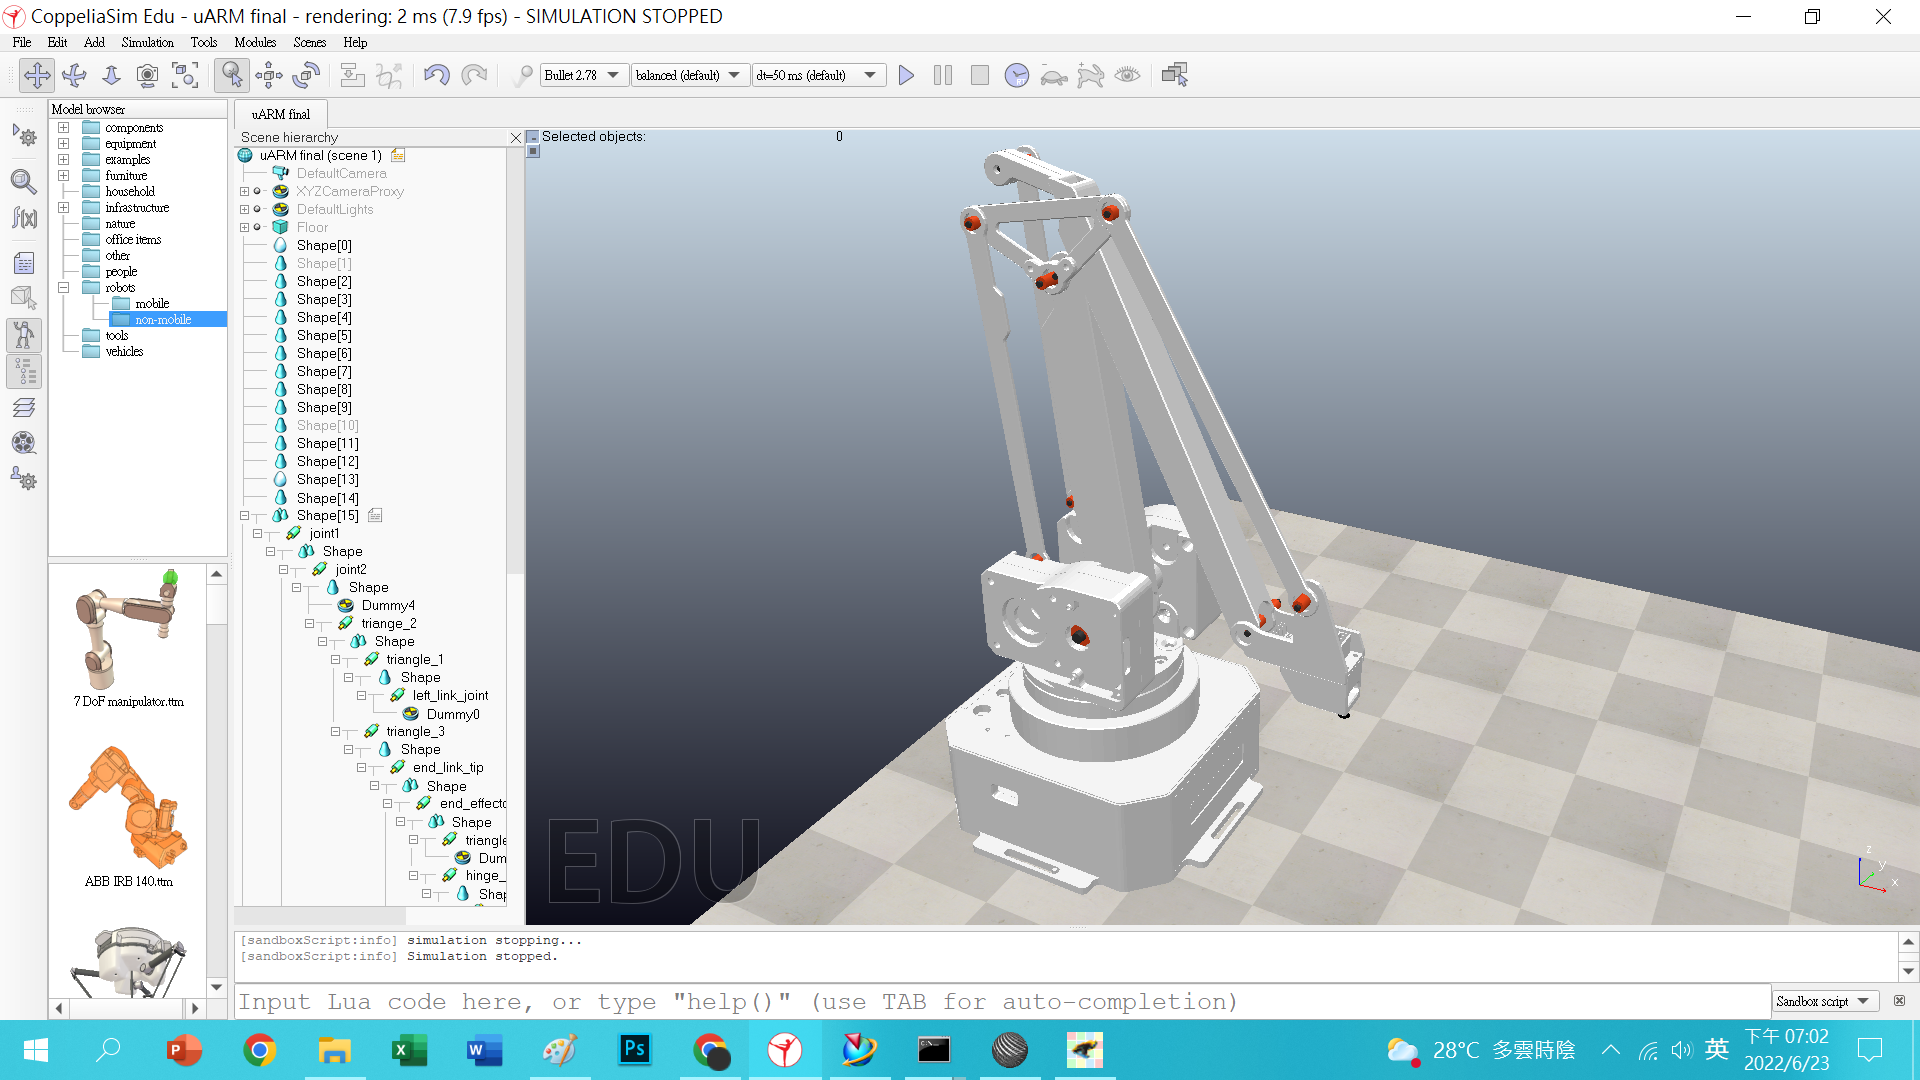 CoppeliaSim Edu - uARM final - rendering: 2 ms (7.9 fps) - SIMULATION STOPPED
File Edit Add Simulation Tools Modules Scenes Help
Bullet 2.78 balanced (default) dt=50 ms (default)
Model browser
components
equipment
examples
furniture
household
infrastructure
nature
office items
other
people
robots
mobile
non-mobile
tools
vehicles
7 DoF manipulator.ttm
ABB IRB 140.ttm
uARM final
Scene hierarchy
uARM final (scene 1)
DefaultCamera
XYZCameraProxy
DefaultLights
Floor
Shape[0]
Shape[1]
Shape[2]
Shape[3]
Shape[4]
Shape[5]
Shape[6]
Shape[7]
Shape[8]
Shape[9]
Shape[10]
Shape[11]
Shape[12]
Shape[13]
Shape[14]
Shape[15]
joint1
Shape
joint2
Shape
Dummy4
triange_2
Shape
triangle_1
Shape
left_link_joint
Dummy0
triangle_3
Shape
end_link_tip
Shape
end_effecto
Shape
triangle
Dum
hinge_
Shap
Selected objects: 0
EDU
z
y
x
[sandboxScript:info] simulation stopping...
[sandboxScript:info] Simulation stopped.
Input Lua code here, or type "help()" (use TAB for auto-completion)
Sandbox script
28°C 多雲時陰
英
下午 07:02
2022/6/23